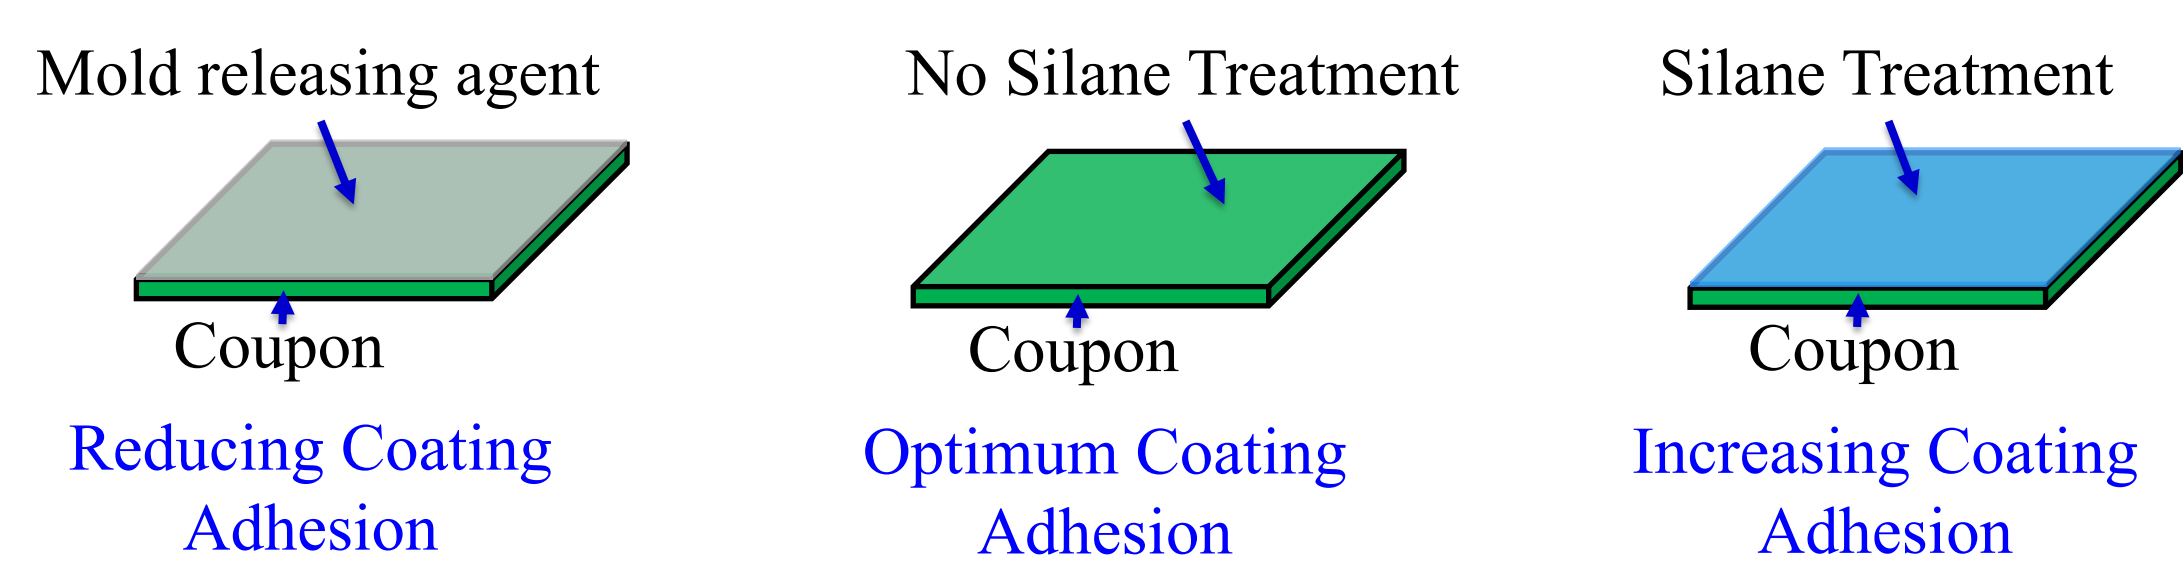 Mold releasing agent
Coupon
Reducing Coating
Adhesion
No Silane Treatment
Coupon
Optimum Coating
Adhesion
Silane Treatment
Coupon
Increasing Coating
Adhesion